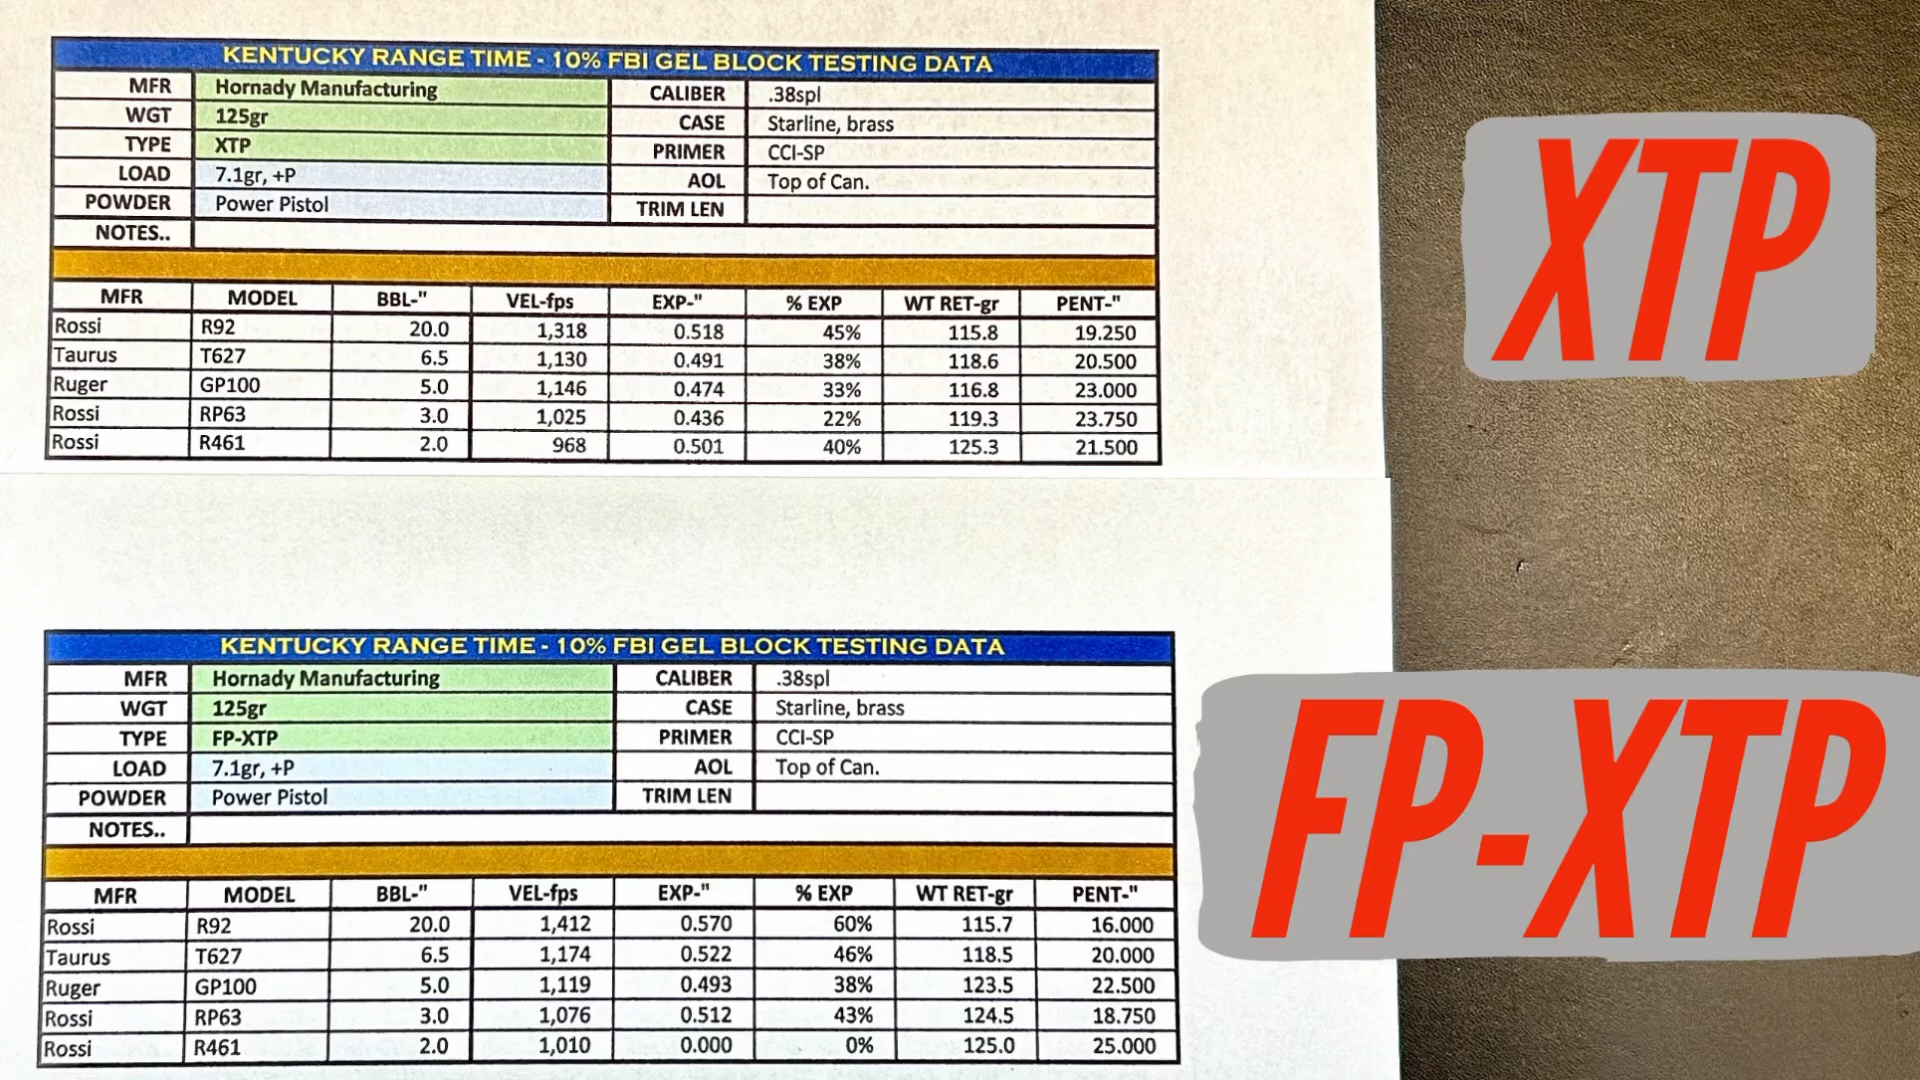 KENTUCKY RANGE TIME - 10% FBI GEL BLOCK TESTING DATA
MFR Hornady Manufacturing CALIBER .38spl
WGT 125gr CASE Starline, brass
TYPE XTP PRIMER CCI-SP
LOAD 7.1gr, +P AOL Top of Can.
POWDER Power Pistol TRIM LEN
NOTES..
MFR MODEL BBL-" VEL-fps EXP-" % EXP WT RET-gr PENT-"
Rossi R92 20.0 1,318 0.518 45% 115.8 19.250
Taurus T627 6.5 1,130 0.491 38% 118.6 20.500
Ruger GP100 5.0 1,146 0.474 33% 116.8 23.000
Rossi RP63 3.0 1,025 0.436 22% 119.3 23.750
Rossi R461 2.0 968 0.501 40% 125.3 21.500
XTP
KENTUCKY RANGE TIME - 10% FBI GEL BLOCK TESTING DATA
MFR Hornady Manufacturing CALIBER .38spl
WGT 125gr CASE Starline, brass
TYPE FP-XTP PRIMER CCI-SP
LOAD 7.1gr, +P AOL Top of Can.
POWDER Power Pistol TRIM LEN
NOTES..
MFR MODEL BBL-" VEL-fps EXP-" % EXP WT RET-gr PENT-"
Rossi R92 20.0 1,412 0.570 60% 115.7 16.000
Taurus T627 6.5 1,174 0.522 46% 118.5 20.000
Ruger GP100 5.0 1,119 0.493 38% 123.5 22.500
Rossi RP63 3.0 1,076 0.512 43% 124.5 18.750
Rossi R461 2.0 1,010 0.000 0% 125.0 25.000
FP-XTP